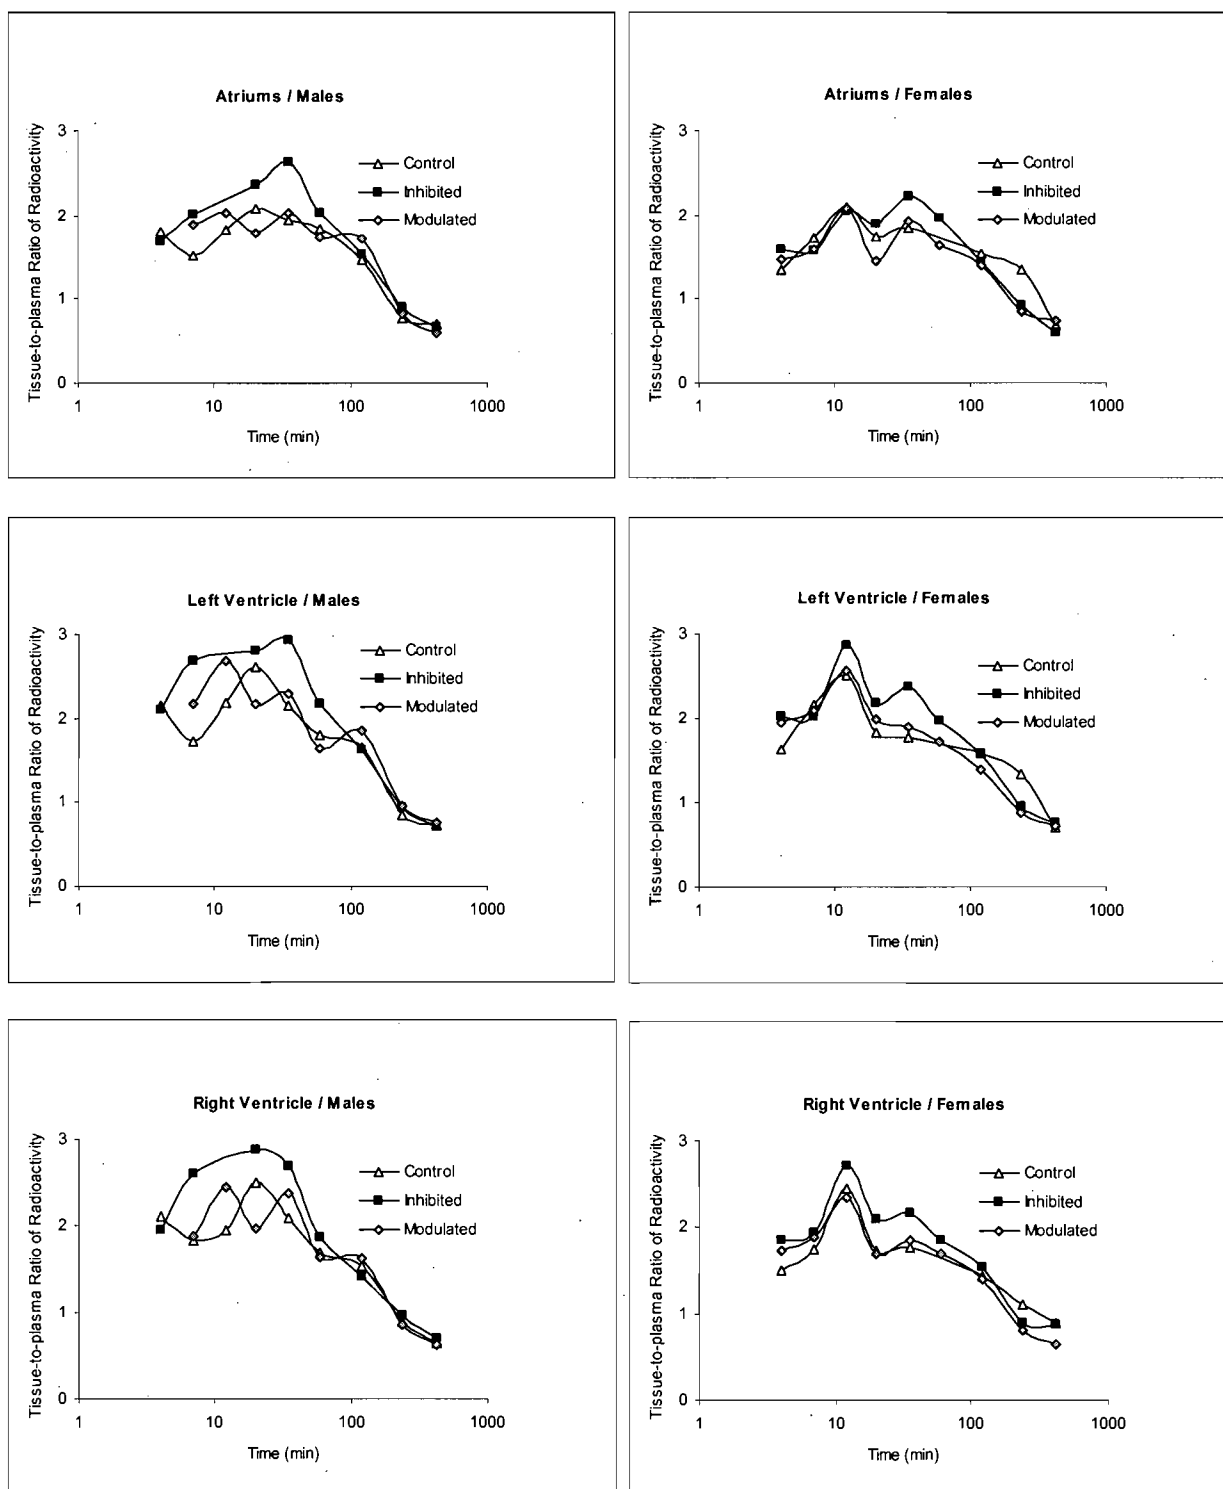 Atriums / Males
Tissue-to-plasma Ratio of Radioactivity
3
2
1
0
1
10
100
1000
Time (min)
Control
Inhibited
Modulated
Atriums / Females
Tissue-to-plasma Ratio of Radioactivity
3
2
1
0
1
10
100
1000
Time (min)
Control
Inhibited
Modulated
Left Ventricle / Males
Tissue-to-plasma Ratio of Radioactivity
3
2
1
0
1
10
100
1000
Time (min)
Control
Inhibited
Modulated
Left Ventricle / Females
Tissue-to-plasma Ratio of Radioactivity
3
2
1
0
1
10
100
1000
Time (min)
Control
Inhibited
Modulated
Right Ventricle / Males
Tissue-to-plasma Ratio of Radioactivity
3
2
1
0
1
10
100
1000
Time (min)
Control
Inhibited
Modulated
Right Ventricle / Females
Tissue-to-plasma Ratio of Radioactivity
3
2
1
0
1
10
100
1000
Time (min)
Control
Inhibited
Modulated